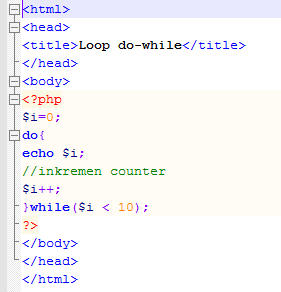 <html>
<head>
<title>Loop do-while</title>
</head>
<body>
<?php
$i=0;
do{
echo $i;
//inkremen counter
$i++;
}while($i < 10);
?>
</body>
</head>
</html>